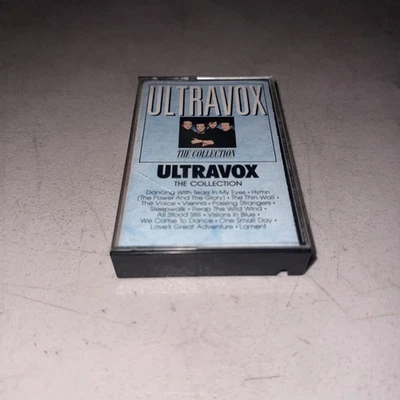 ULTRAVOX
THE COLLECTION
ULTRAVOX
THE COLLECTION
Dancing With Tears In My Eyes • Hymn
(The Power And The Glory) • The Thin Wall •
The Voice • Vienna • Passing Strangers •
Sleepwalk • Reap The Wild Wind •
All Stood Still • Visions In Blue •
We Came To Dance • One Small Day •
Love's Great Adventure • Lament